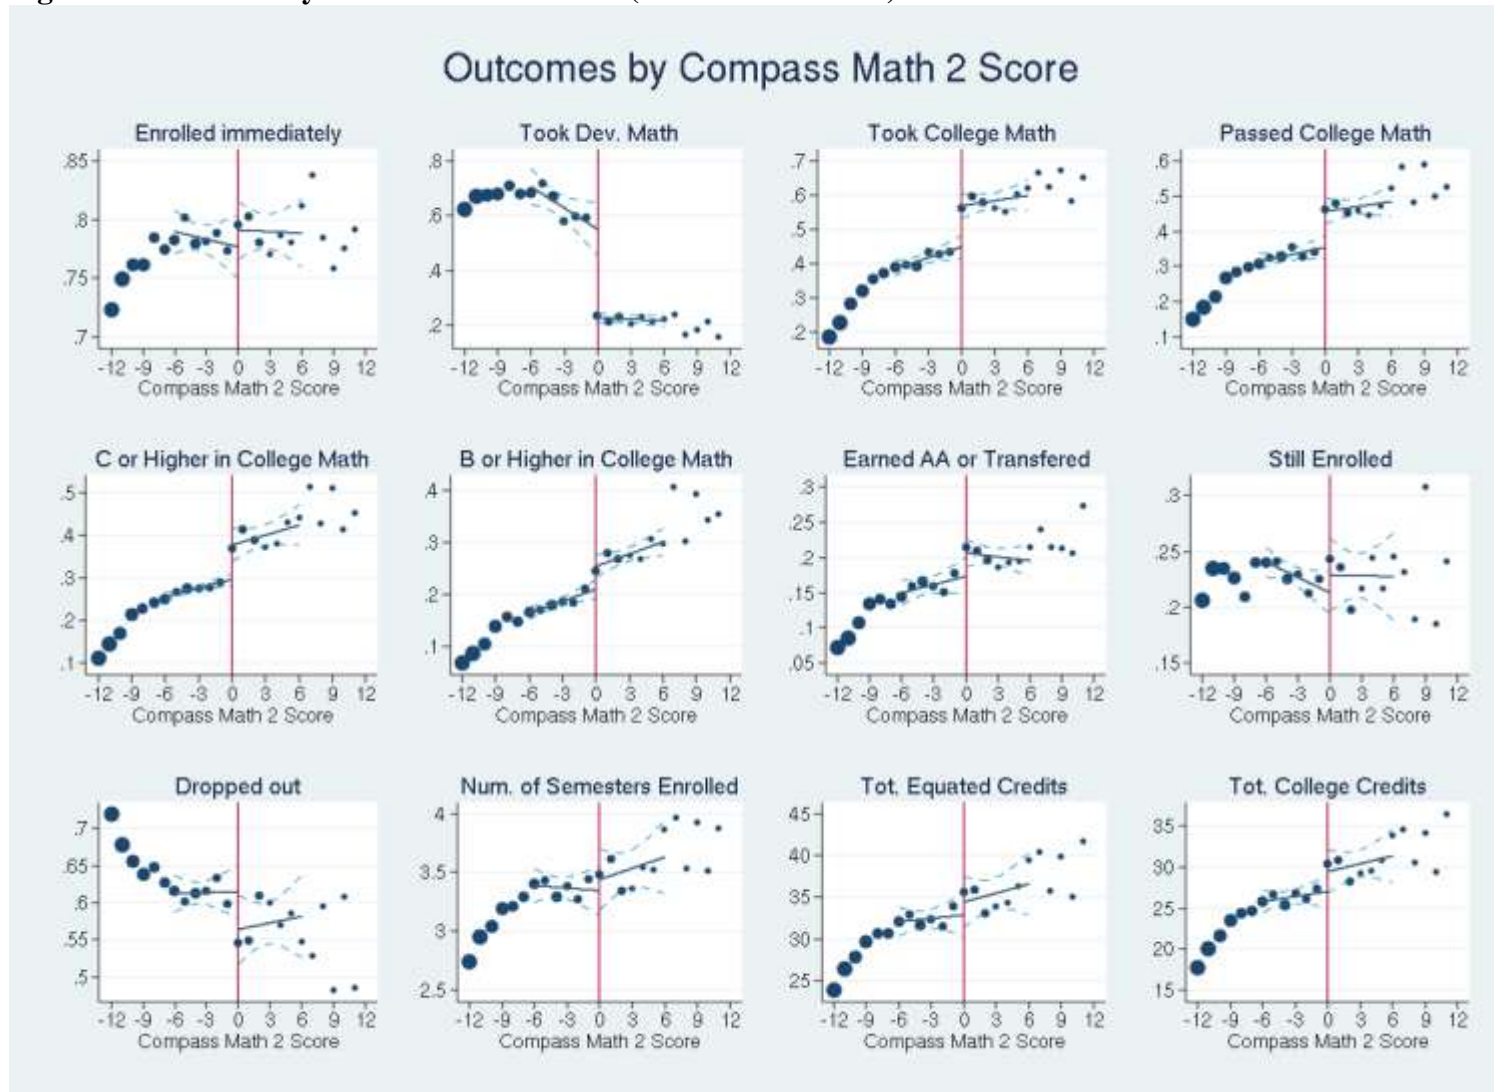 Outcomes by Compass Math 2 Score
Enrolled immediately
.85
.8
.75
.7
-12 -9 -6 -3 0 3 6 9 12
Compass Math 2 Score
Took Dev. Math
.8
.6
.4
.2
-12 -9 -6 -3 0 3 6 9 12
Compass Math 2 Score
Took College Math
.7
.6
.5
.4
.3
.2
-12 -9 -6 -3 0 3 6 9 12
Compass Math 2 Score
Passed College Math
.6
.5
.4
.3
.2
.1
-12 -9 -6 -3 0 3 6 9 12
Compass Math 2 Score
C or Higher in College Math
.5
.4
.3
.2
.1
-12 -9 -6 -3 0 3 6 9 12
Compass Math 2 Score
B or Higher in College Math
.4
.3
.2
.1
-12 -9 -6 -3 0 3 6 9 12
Compass Math 2 Score
Earned AA or Transfered
.3
.25
.2
.15
.1
.05
-12 -9 -6 -3 0 3 6 9 12
Compass Math 2 Score
Still Enrolled
.3
.25
.2
.15
-12 -9 -6 -3 0 3 6 9 12
Compass Math 2 Score
Dropped out
.7
.65
.6
.55
.5
-12 -9 -6 -3 0 3 6 9 12
Compass Math 2 Score
Num. of Semesters Enrolled
4
3.5
3
2.5
-12 -9 -6 -3 0 3 6 9 12
Compass Math 2 Score
Tot. Equated Credits
45
40
35
30
25
-12 -9 -6 -3 0 3 6 9 12
Compass Math 2 Score
Tot. College Credits
35
30
25
20
15
-12 -9 -6 -3 0 3 6 9 12
Compass Math 2 Score